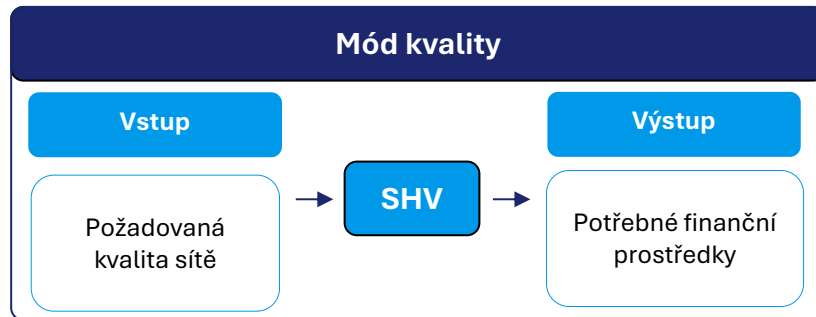 Mód kvality
Vstup
Výstup
SHV
Požadovaná
kvalita sítě
Potřebné finanční
prostředky